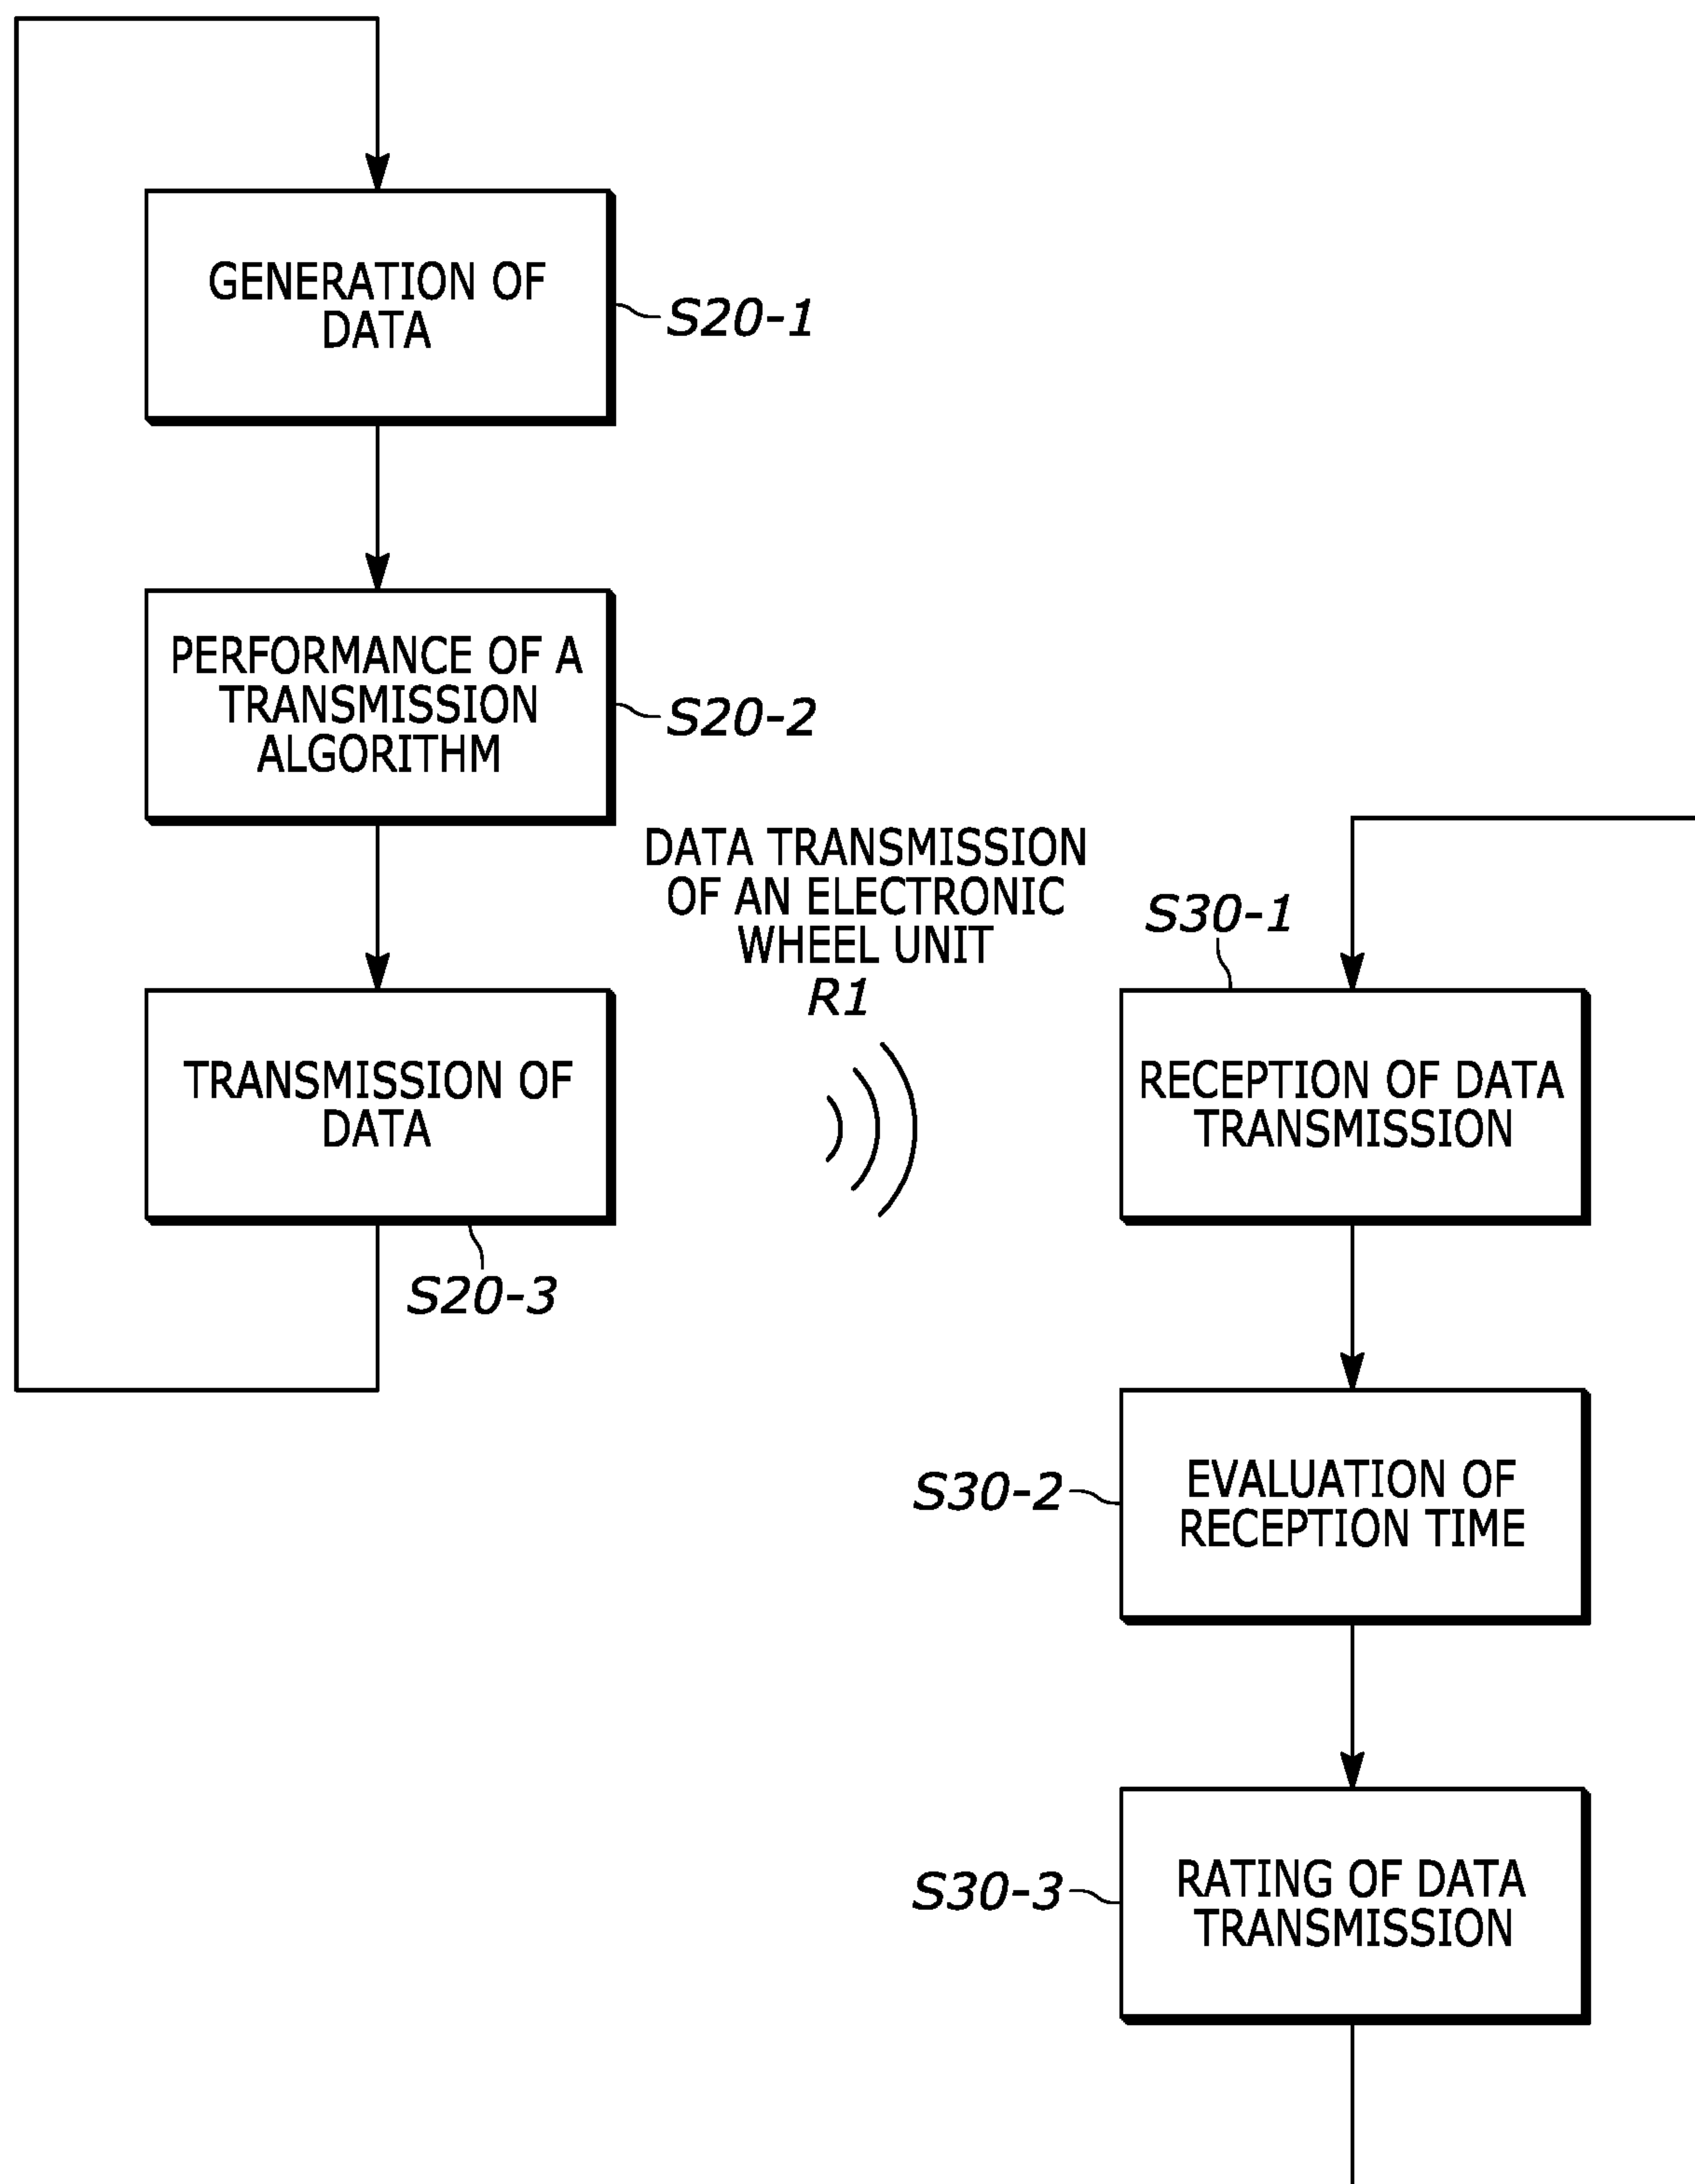 GENERATION OF
DATA
S20-1
PERFORMANCE OF A
TRANSMISSION
ALGORITHM
S20-2
DATA TRANSMISSION
OF AN ELECTRONIC
WHEEL UNIT
R1
TRANSMISSION OF
DATA
S20-3
S30-1
RECEPTION OF DATA
TRANSMISSION
S30-2
EVALUATION OF
RECEPTION TIME
S30-3
RATING OF DATA
TRANSMISSION